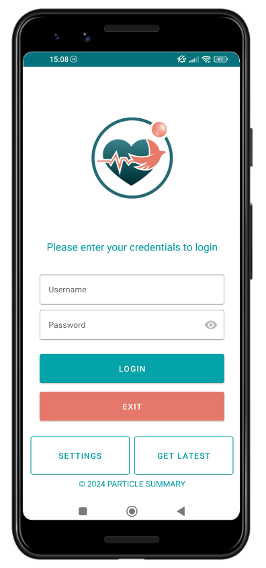 15:08
Please enter your credentials to login
Username
Password
LOGIN
EXIT
SETTINGS
GET LATEST
© 2024 PARTICLE SUMMARY